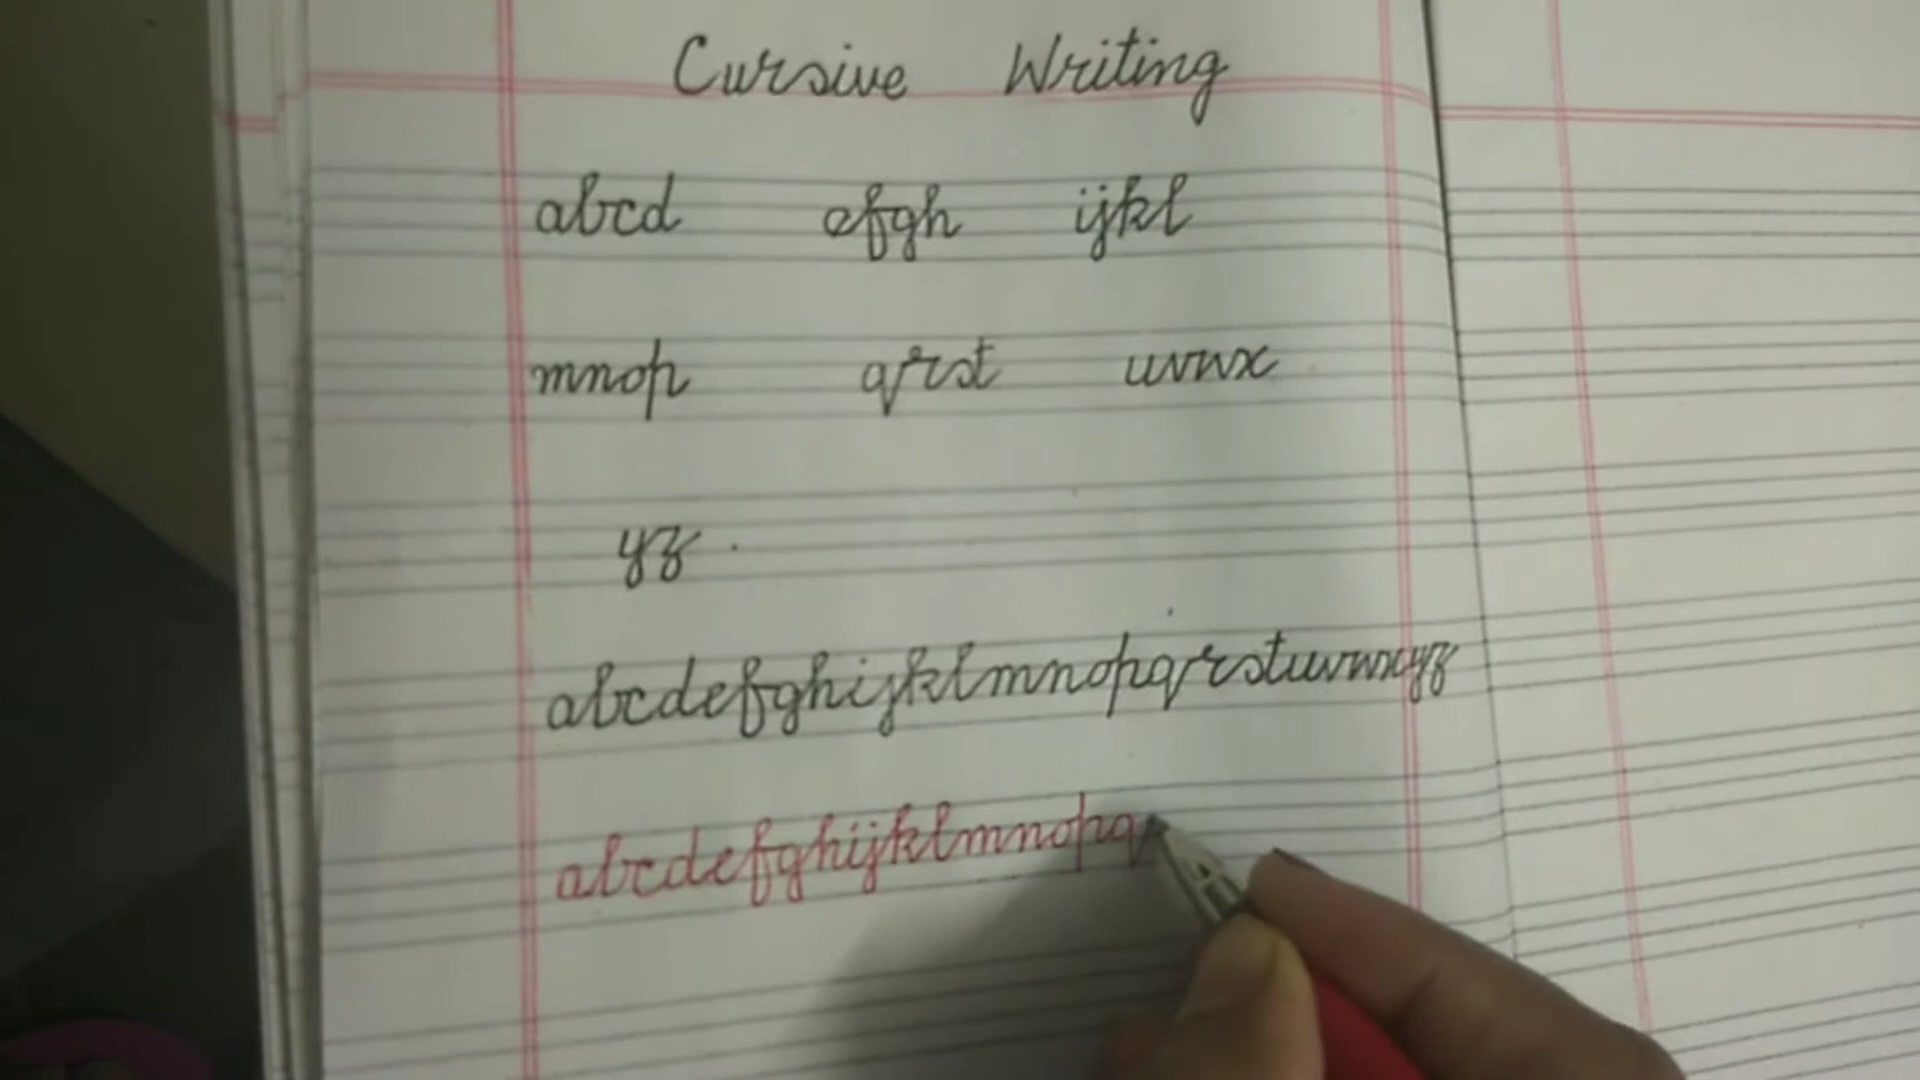 Cursive Writing
abcd efgh ijkl
mnop qrst uvwx
yz .
abcdefghijklmnopqrstuvwxyz
abcdefghijklmnopq